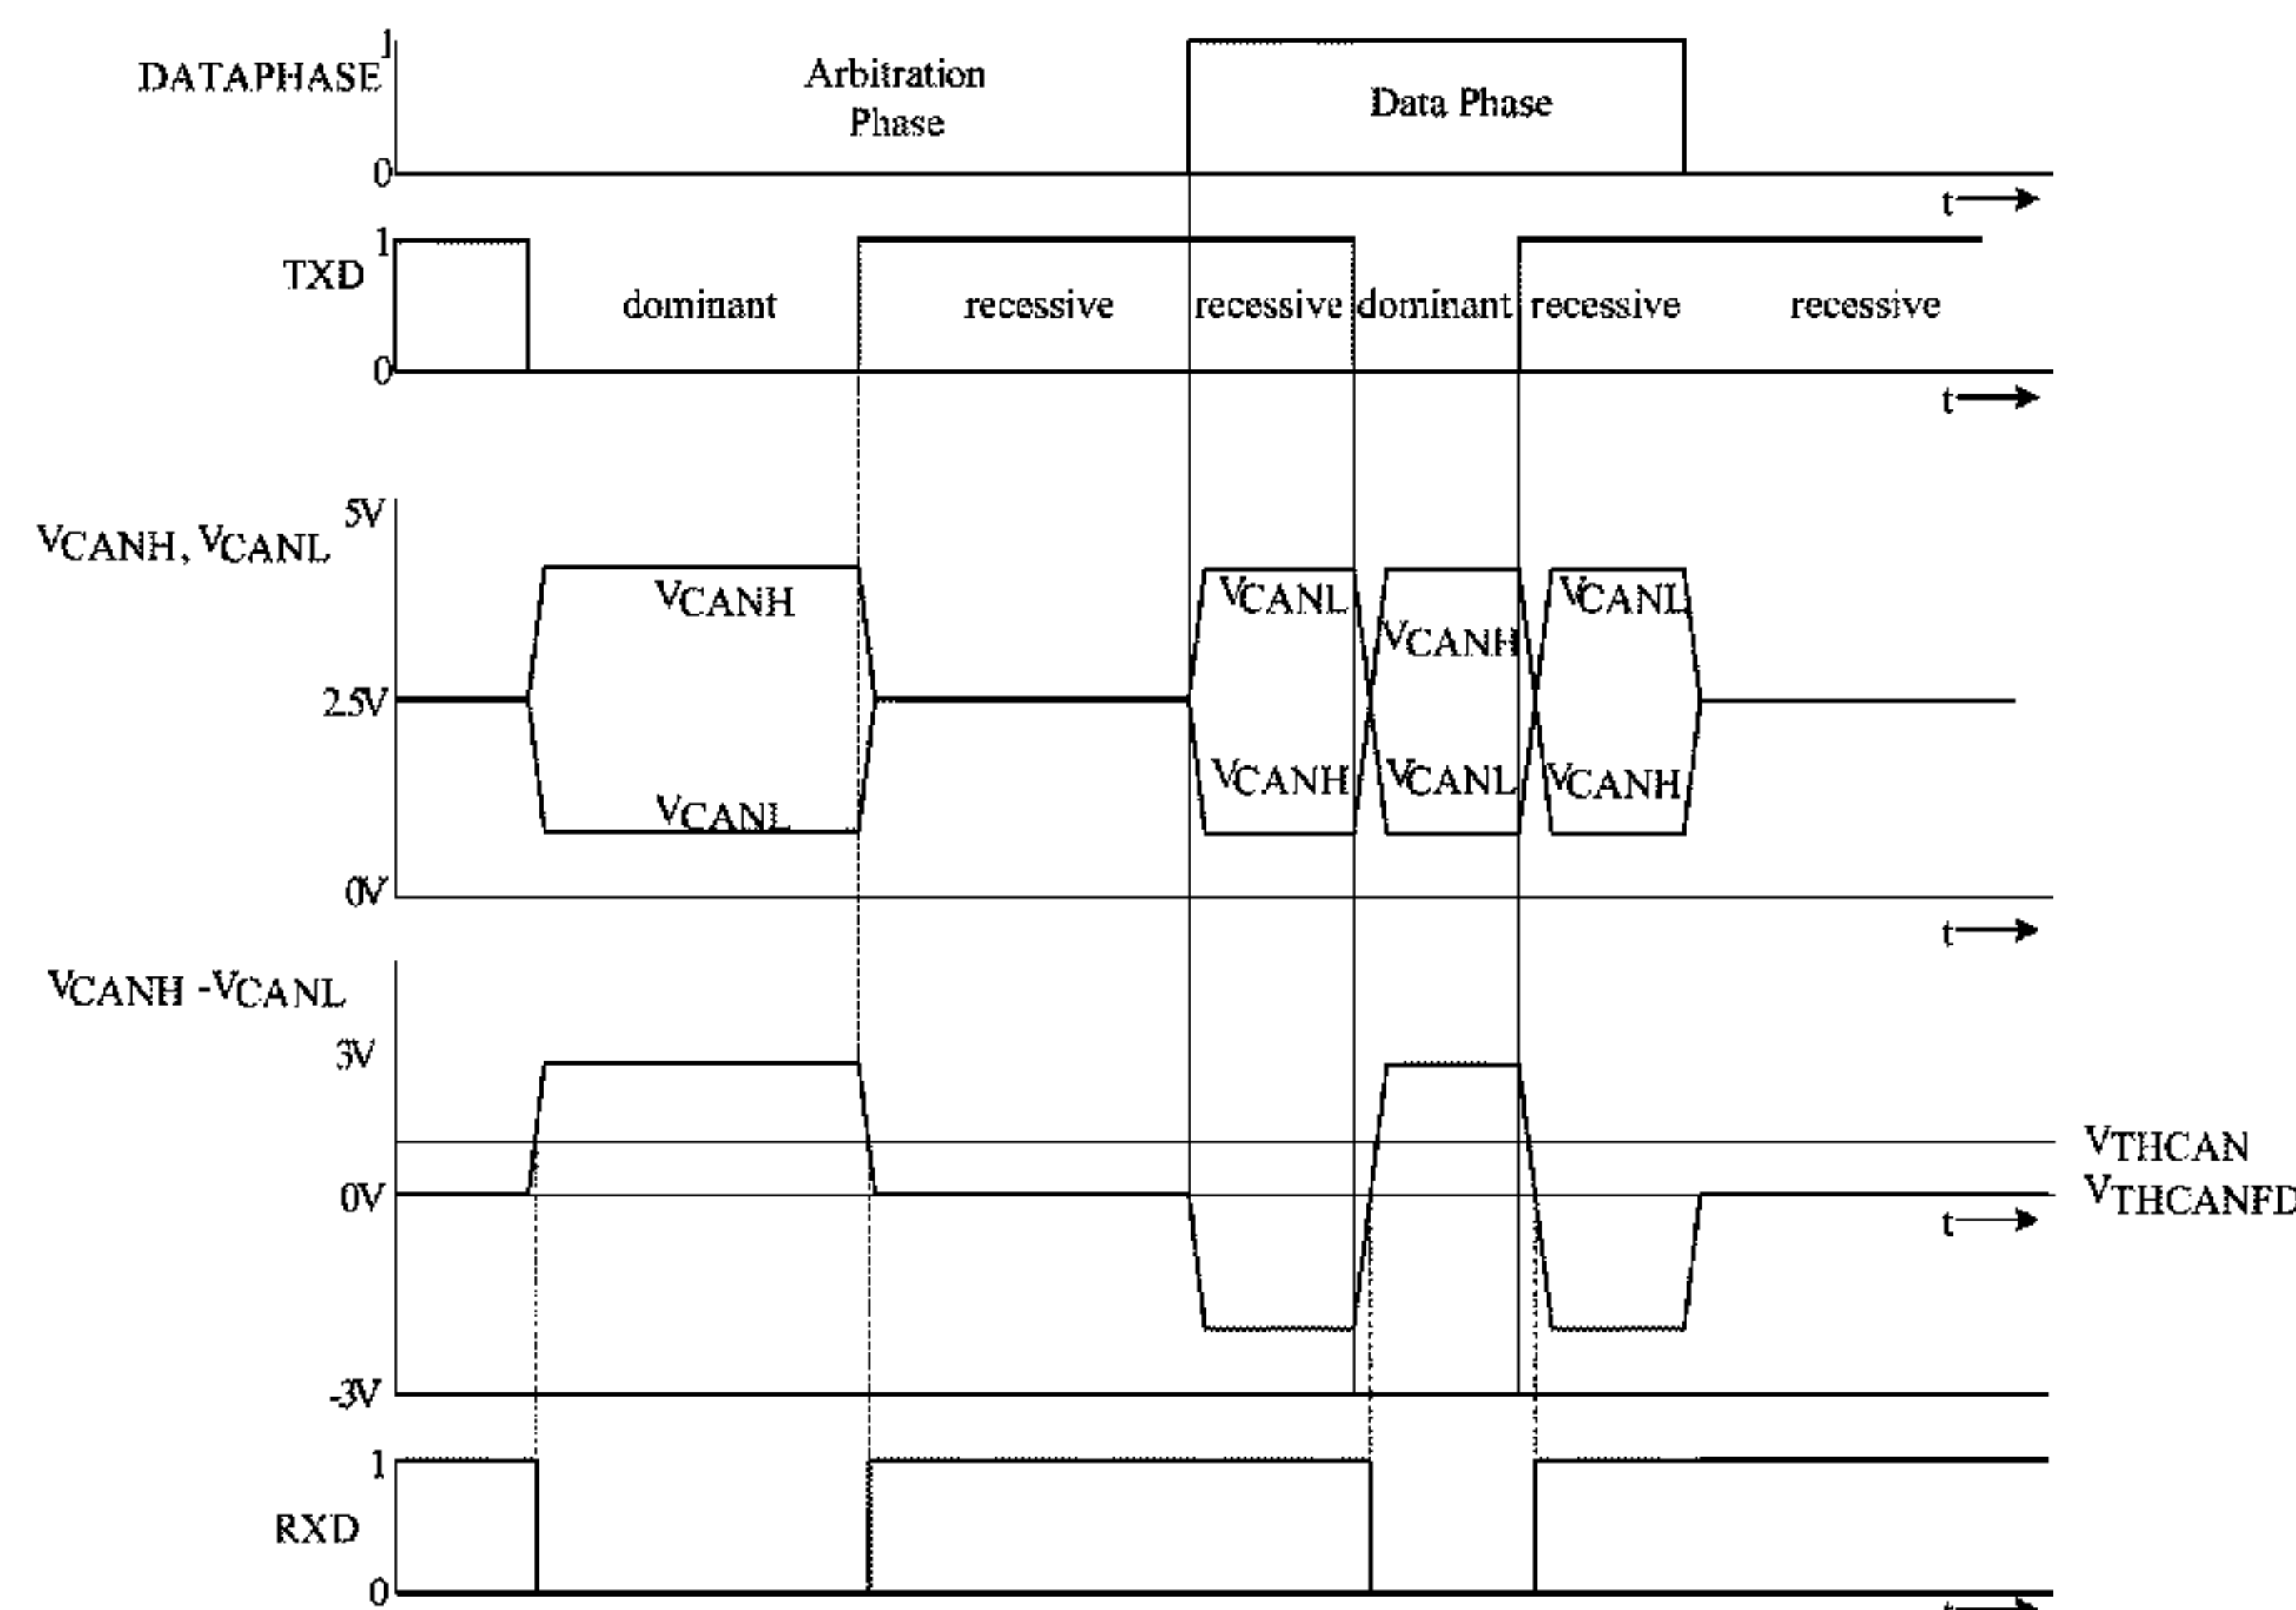 1
DATAPHASE
Arbitration
Phase
Data Phase
0
t
1
TXD
dominant
recessive
recessive
dominant
recessive
recessive
0
t
5V
VCANH, VCANL
VCANH
VCANL
VCANH
VCANL
2.5V
VCANL
VCANH
VCANL
VCANH
0V
t
VCANH -VCANL
3V
VTHCAN
0V
VTHCANFD
t
-3V
1
RXD
0
t